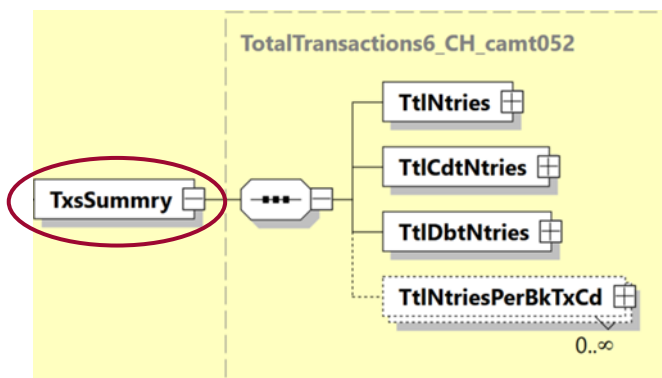 TotalTransactions6_CH_camt052
TtlNtries
TtlCdtNtries
TxsSummry
TtlDbtNtries
TtlNtriesPerBkTxCd
0..∞